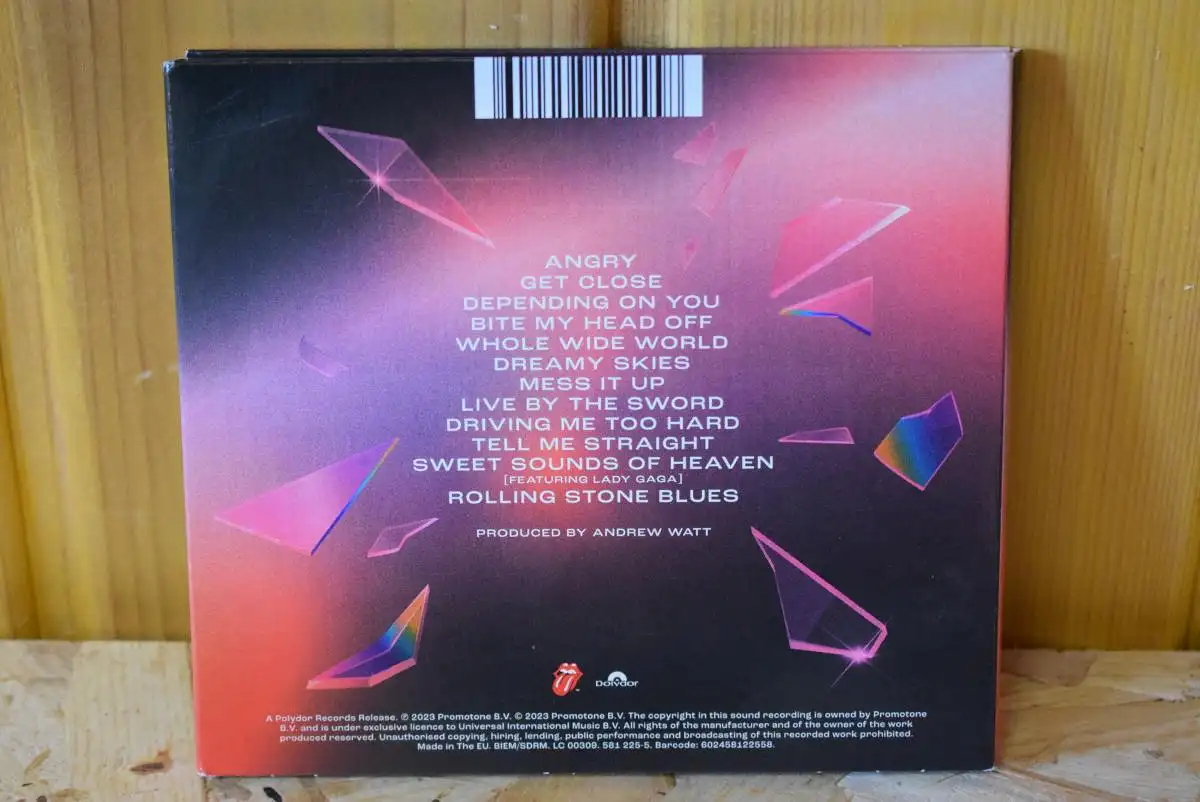 ANGRY
GET CLOSE
DEPENDING ON YOU
BITE MY HEAD OFF
WHOLE WIDE WORLD
DREAMY SKIES
MESS IT UP
LIVE BY THE SWORD
DRIVING ME TOO HARD
TELL ME STRAIGHT
SWEET SOUNDS OF HEAVEN
[FEATURING LADY GAGA]
ROLLING STONE BLUES
PRODUCED BY ANDREW WATT
Polydor
A Polydor Records Release. ℗ 2023 Promotone B.V. © 2023 Promotone B.V. The copyright in this sound recording is owned by Promotone
B.V. and is under exclusive licence to Universal International Music B.V. All rights of the manufacturer and of the owner of the work
produced reserved. Unauthorised copying, hiring, lending, public performance and broadcasting of this recorded work prohibited.
Made in The EU. BIEM/SDRM. LC 00309. 581 225-5. Barcode: 602458122558.